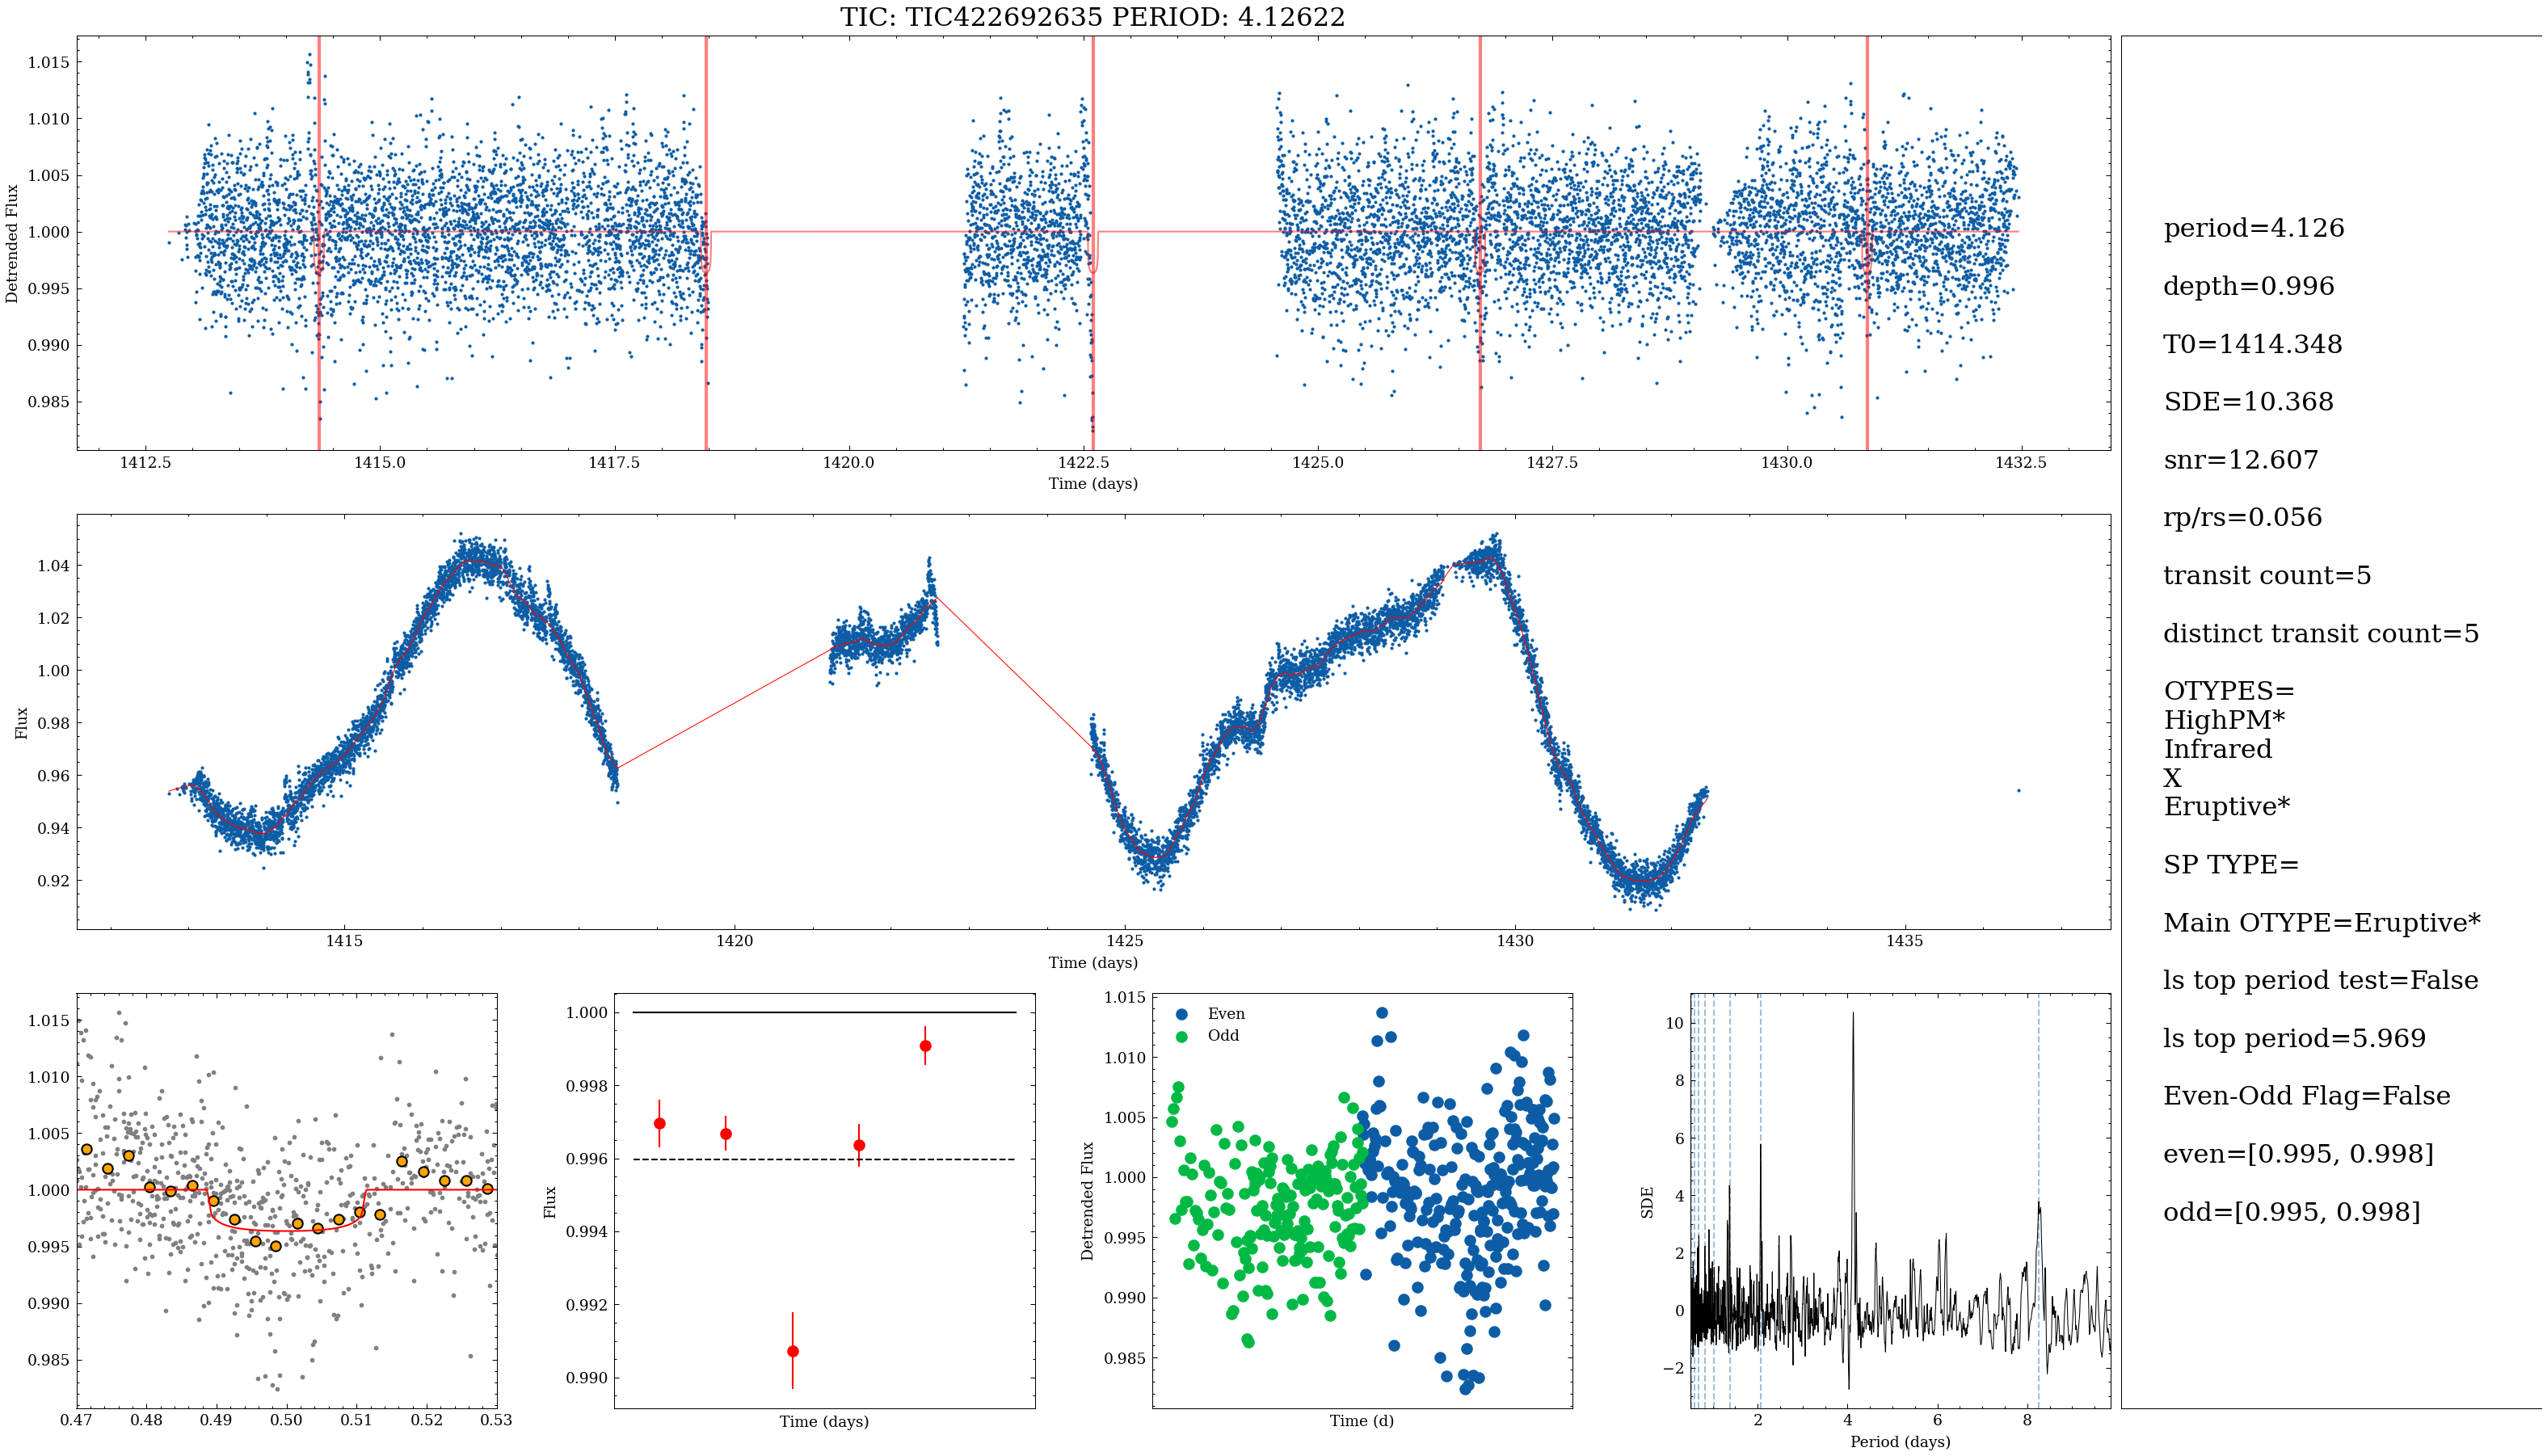 TIC: TIC422692635 PERIOD: 4.12622
1.015
1.010
1.005
1.000
0.995
0.990
0.985
Detrended Flux
1412.5 1415.0 1417.5 1420.0 1422.5 1425.0 1427.5 1430.0 1432.5
Time (days)
1.04
1.02
1.00
0.98
0.96
0.94
0.92
Flux
1415 1420 1425 1430 1435
Time (days)
1.015
1.010
1.005
1.000
0.995
0.990
0.985
0.47 0.48 0.49 0.50 0.51 0.52 0.53
1.000
0.998
0.996
0.994
0.992
0.990
Flux
Time (days)
Even
Odd
1.015
1.010
1.005
1.000
0.995
0.990
0.985
Detrended Flux
Time (d)
10
8
6
4
2
0
−2
SDE
2 4 6 8
Period (days)
period=4.126
depth=0.996
T0=1414.348
SDE=10.368
snr=12.607
rp/rs=0.056
transit count=5
distinct transit count=5
OTYPES=
HighPM*
Infrared
X
Eruptive*
SP TYPE=
Main OTYPE=Eruptive*
ls top period test=False
ls top period=5.969
Even-Odd Flag=False
even=[0.995, 0.998]
odd=[0.995, 0.998]